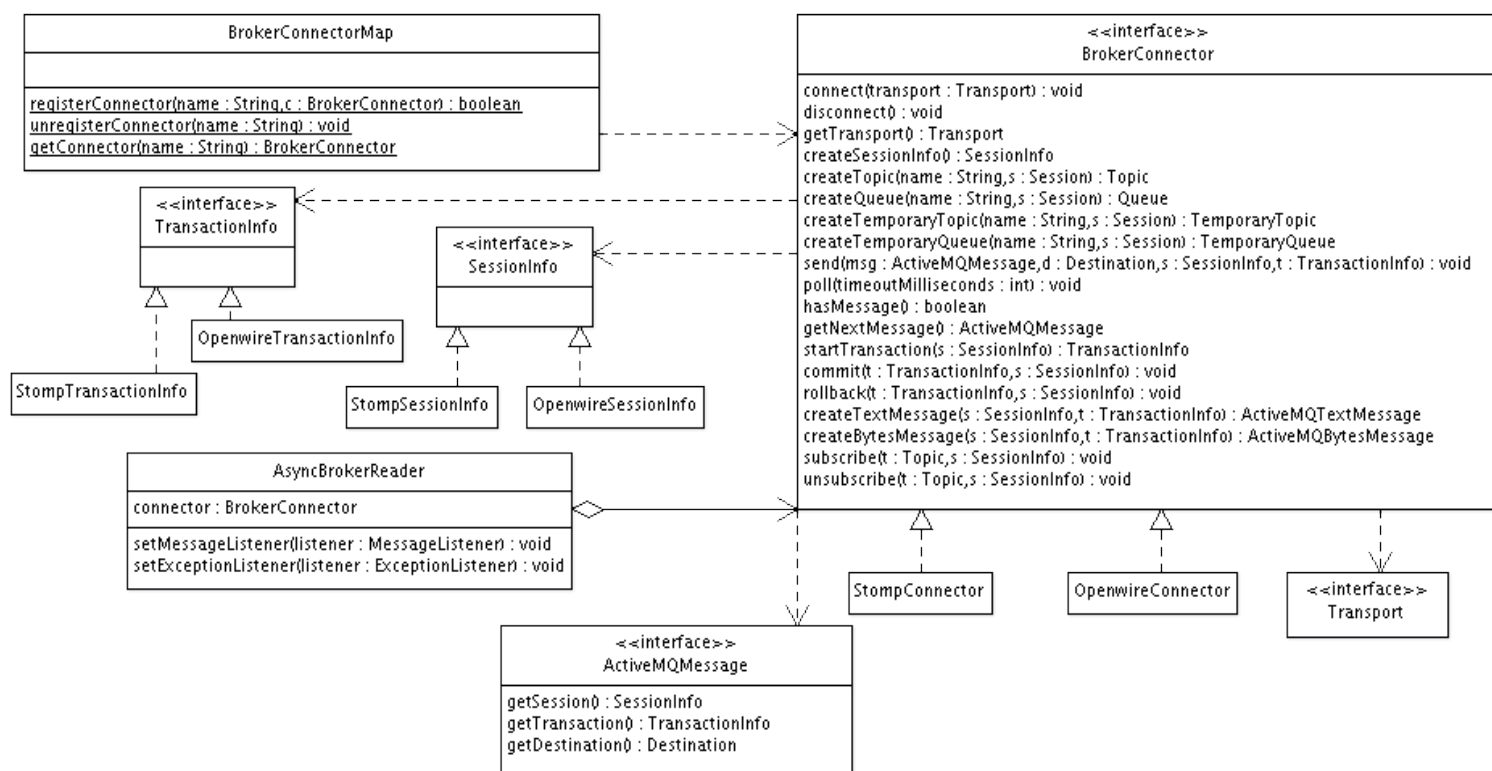 BrokerConnectorMap
registerConnector(name : String,c : BrokerConnector) : boolean
unregisterConnector(name : String) : void
getConnector(name : String) : BrokerConnector
<<interface>>
BrokerConnector
connect(transport : Transport) : void
disconnect() : void
getTransport() : Transport
createSessionInfo() : SessionInfo
createTopic(name : String,s : Session) : Topic
createQueue(name : String,s : Session) : Queue
createTemporaryTopic(name : String,s : Session) : TemporaryTopic
createTemporaryQueue(name : String,s : Session) : TemporaryQueue
send(msg : ActiveMQMessage,d : Destination,s : SessionInfo,t : TransactionInfo) : void
poll(timeoutMilliseconds : int) : void
hasMessage() : boolean
getNextMessage() : ActiveMQMessage
startTransaction(s : SessionInfo) : TransactionInfo
commit(t : TransactionInfo,s : SessionInfo) : void
rollback(t : TransactionInfo,s : SessionInfo) : void
createTextMessage(s : SessionInfo,t : TransactionInfo) : ActiveMQTextMessage
createBytesMessage(s : SessionInfo,t : TransactionInfo) : ActiveMQBytesMessage
subscribe(t : Topic,s : SessionInfo) : void
unsubscribe(t : Topic,s : SessionInfo) : void
<<interface>>
TransactionInfo
<<interface>>
SessionInfo
OpenwireTransactionInfo
StompTransactionInfo
StompSessionInfo
OpenwireSessionInfo
AsyncBrokerReader
connector : BrokerConnector
setMessageListener(listener : MessageListener) : void
setExceptionListener(listener : ExceptionListener) : void
StompConnector
OpenwireConnector
<<interface>>
Transport
<<interface>>
ActiveMQMessage
getSession() : SessionInfo
getTransaction() : TransactionInfo
getDestination() : Destination